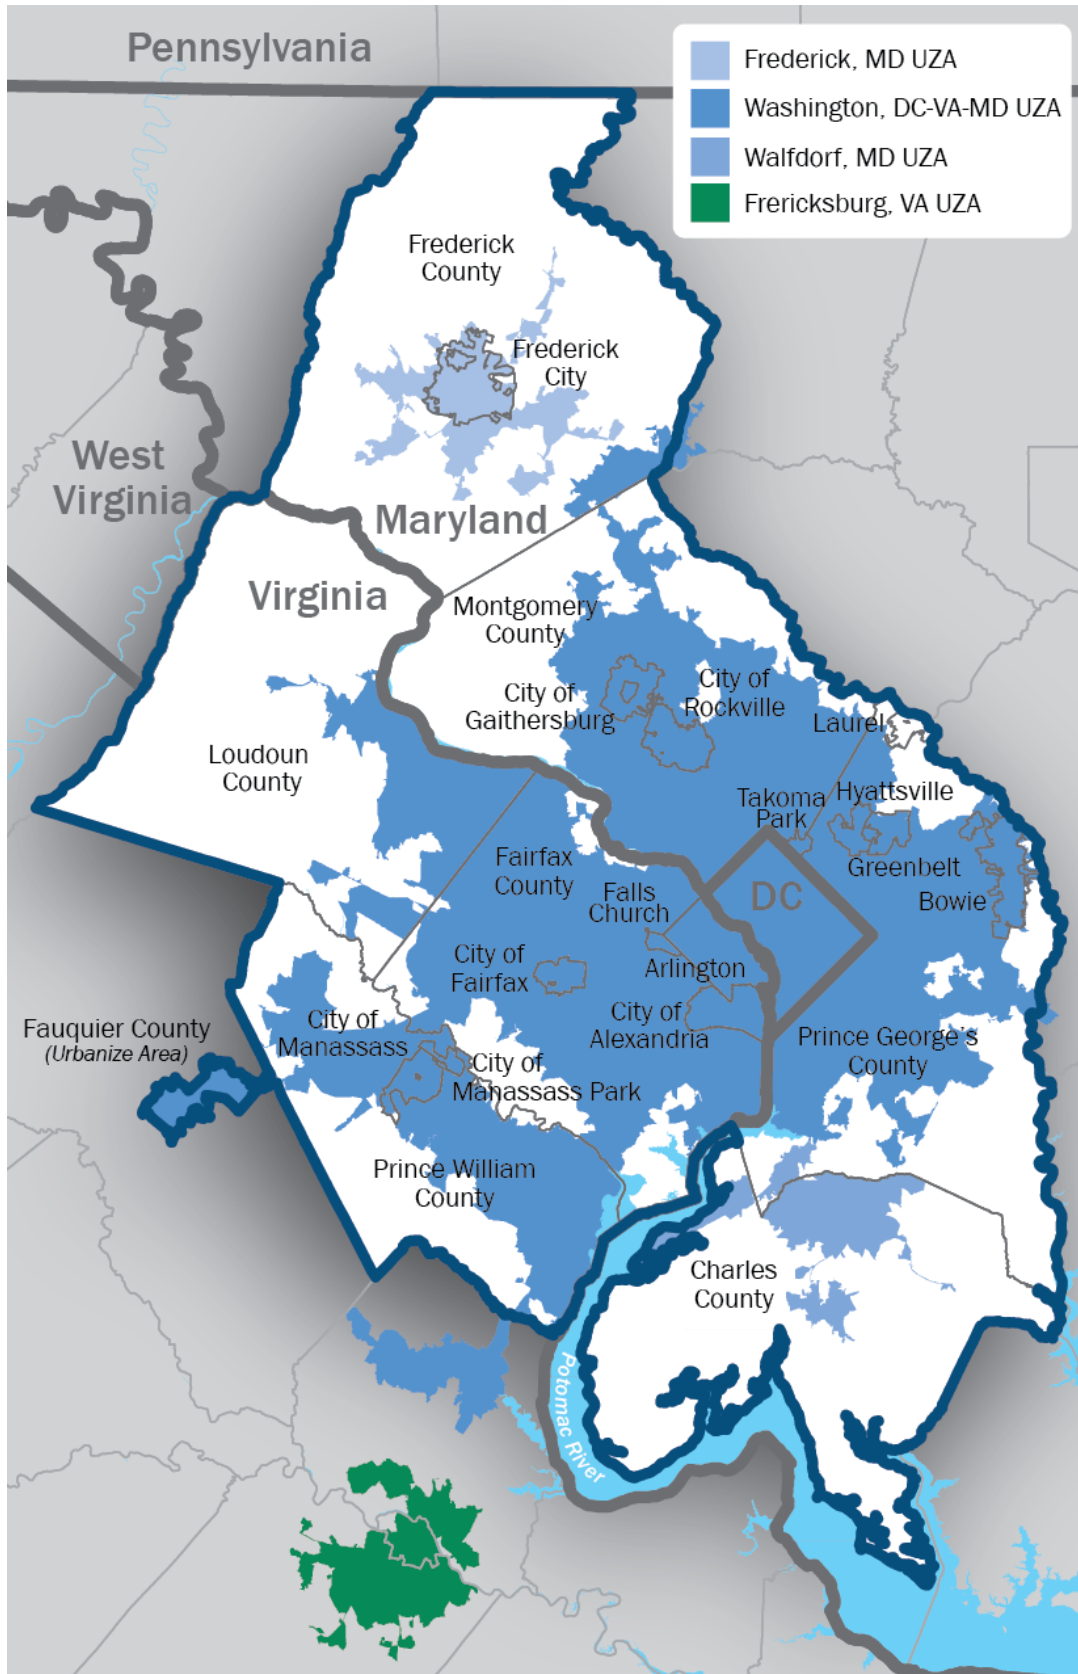 Pennsylvania
Frederick, MD UZA
Washington, DC-VA-MD UZA
Walfdorf, MD UZA
Frericksburg, VA UZA
Frederick
County
Frederick
City
West
Virginia
Maryland
Virginia
Montgomery
County
City of
Gaithersburg
City of
Rockville
Laurel
Loudoun
County
Takoma
Park
Hyattsville
Fairfax
County
Falls
Church
DC
Greenbelt
Bowie
City of
Fairfax
Arlington
City of
Alexandria
Fauquier County
(Urbanize Area)
City of
Manassass
City of
Manassass Park
Prince George's
County
Prince William
County
Charles
County
Potomac River